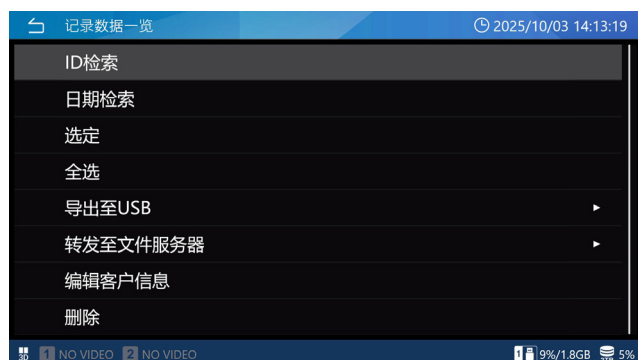 记录数据一览 2025/10/03 14:13:19
ID检索
日期检索
选定
全选
导出至USB
转发至文件服务器
编辑客户信息
删除
3D 1 NO VIDEO 2 NO VIDEO 1 9%/1.8GB 5%